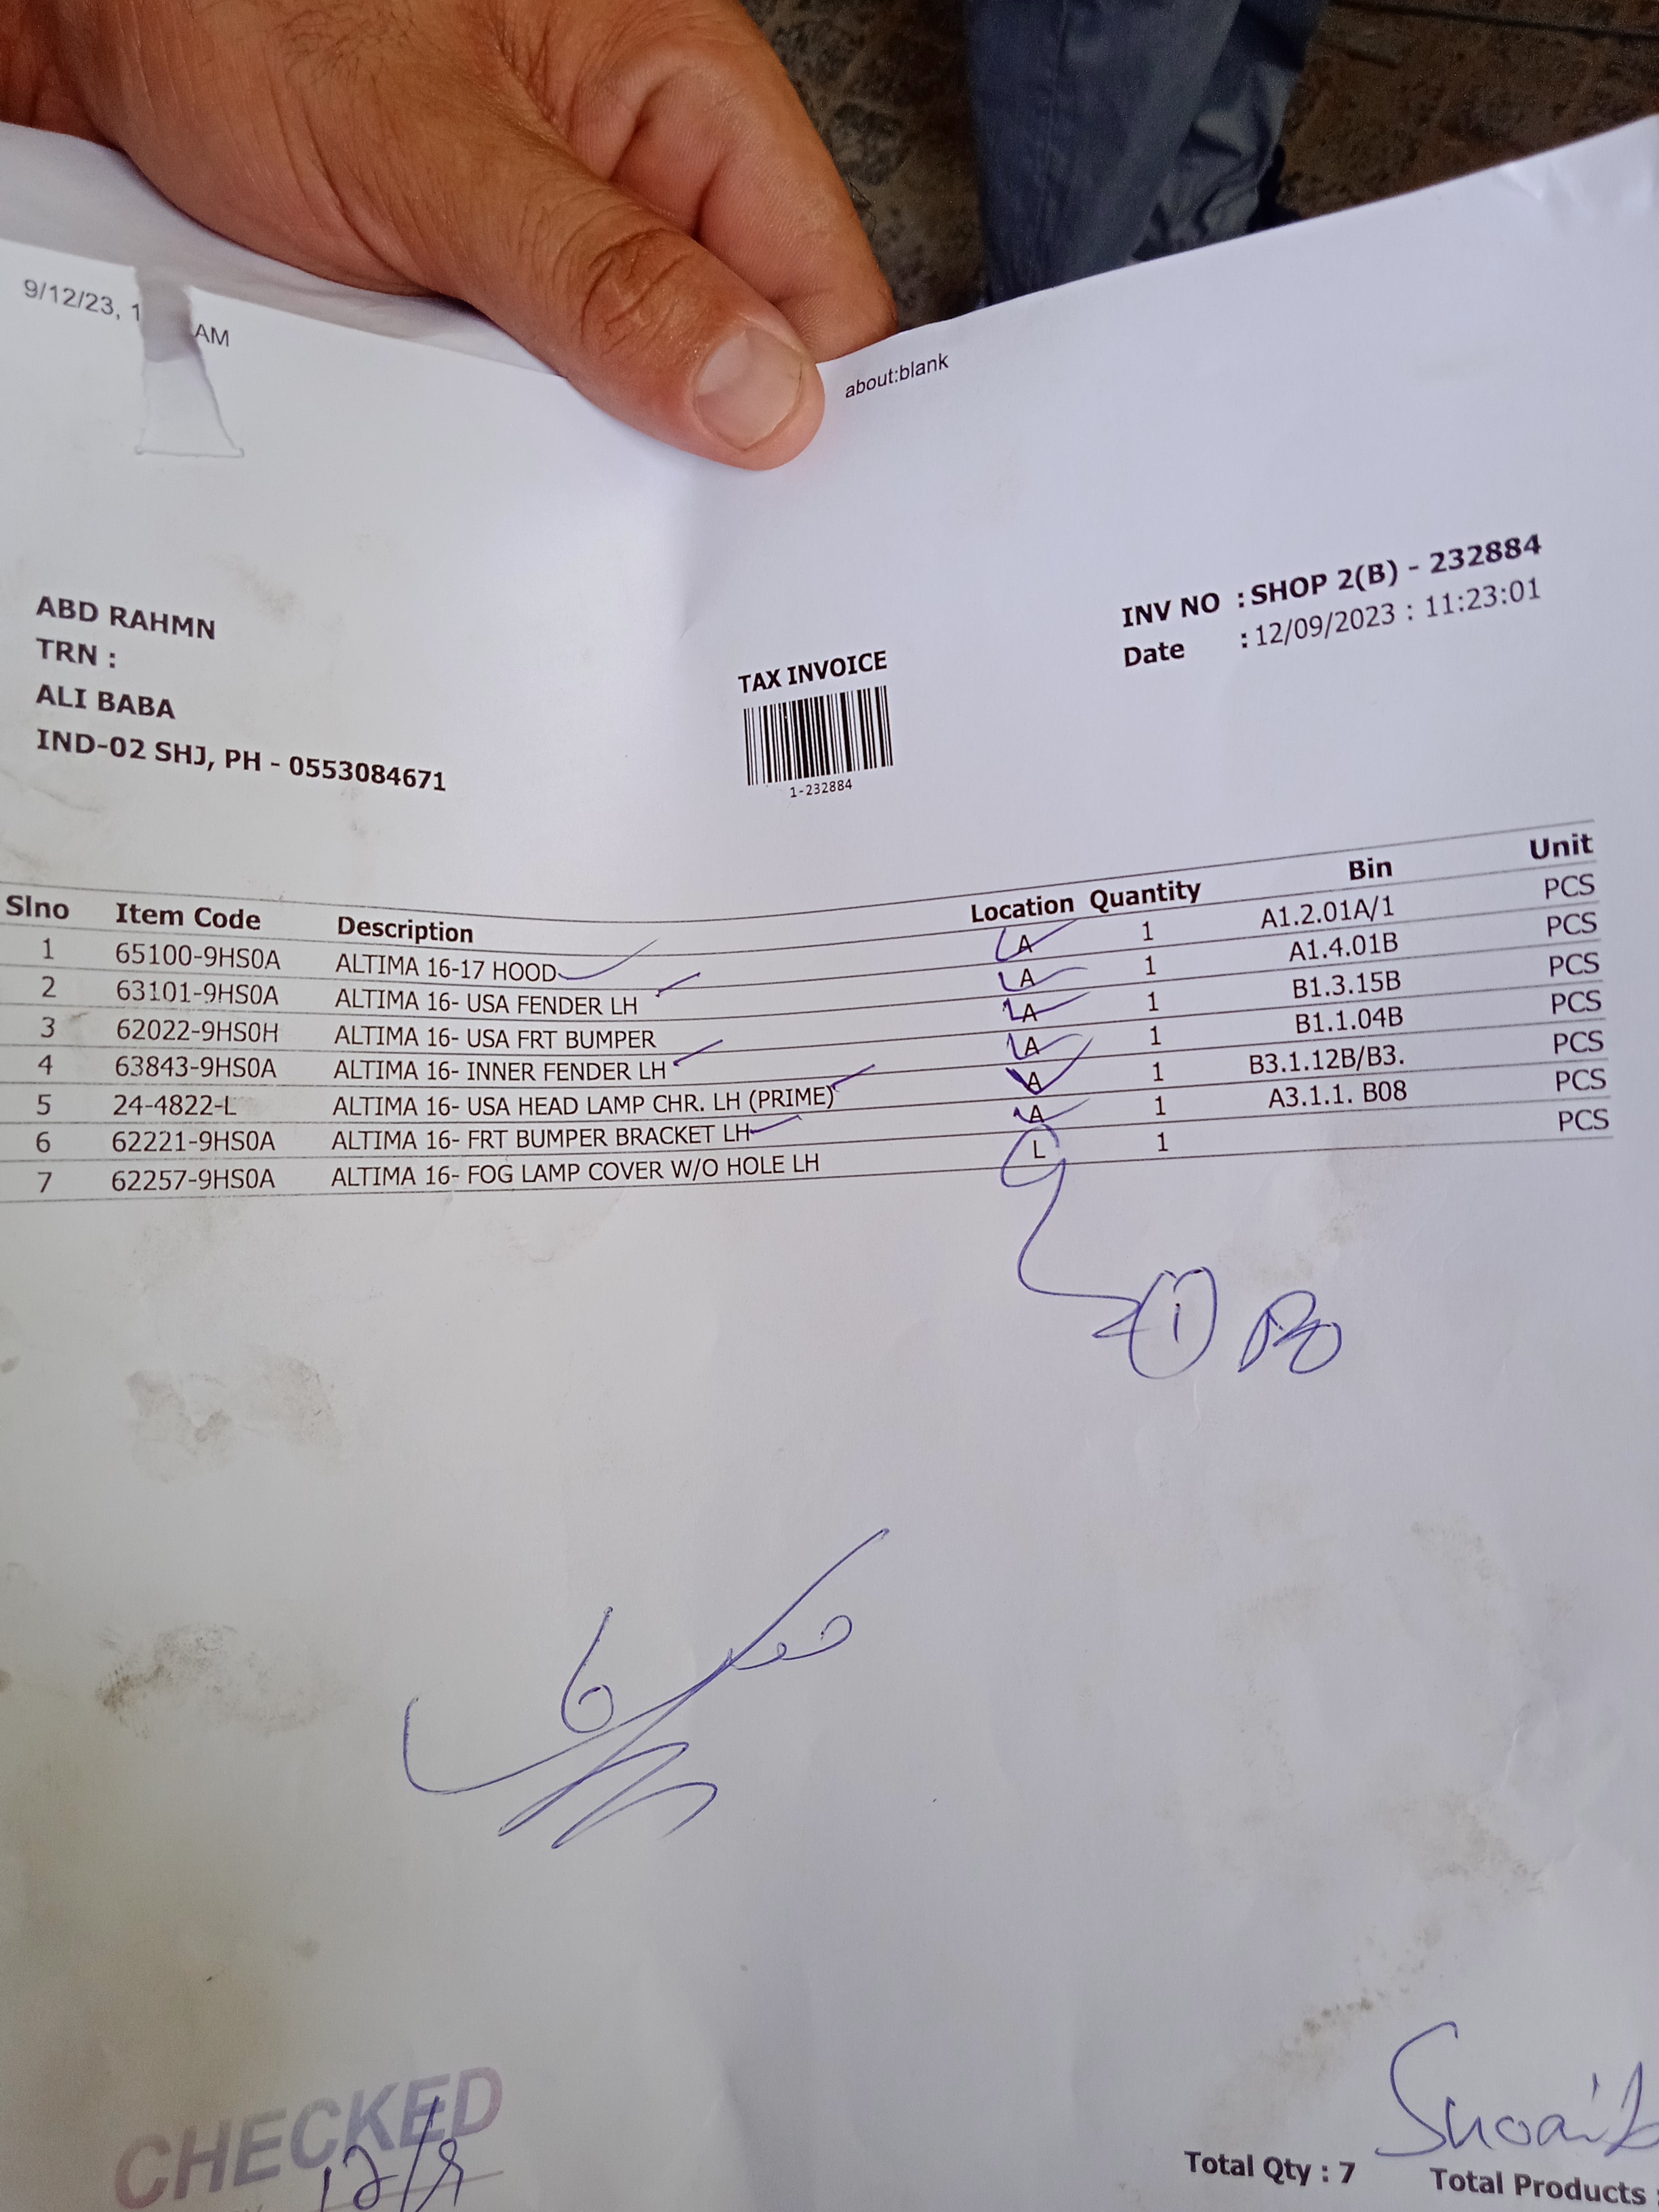 9/12/23, 1 AM
about:blank
ABD RAHMN
TRN :
ALI BABA
IND-02 SHJ, PH - 0553084671
TAX INVOICE
1-232884
INV NO : SHOP 2(B) - 232884
Date : 12/09/2023 : 11:23:01
Slno Item Code Description Location Quantity Bin Unit
1 65100-9HS0A ALTIMA 16-17 HOOD A 1 A1.2.01A/1 PCS
2 63101-9HS0A ALTIMA 16- USA FENDER LH A 1 A1.4.01B PCS
3 62022-9HS0H ALTIMA 16- USA FRT BUMPER A 1 B1.3.15B PCS
4 63843-9HS0A ALTIMA 16- INNER FENDER LH A 1 B1.1.04B PCS
5 24-4822-L ALTIMA 16- USA HEAD LAMP CHR. LH (PRIME) A 1 B3.1.12B/B3. PCS
6 62221-9HS0A ALTIMA 16- FRT BUMPER BRACKET LH A 1 A3.1.1. B08 PCS
7 62257-9HS0A ALTIMA 16- FOG LAMP COVER W/O HOLE LH L 1 PCS
1
6
CHECKED
12/9
Shoaib
Total Qty : 7
Total Products :